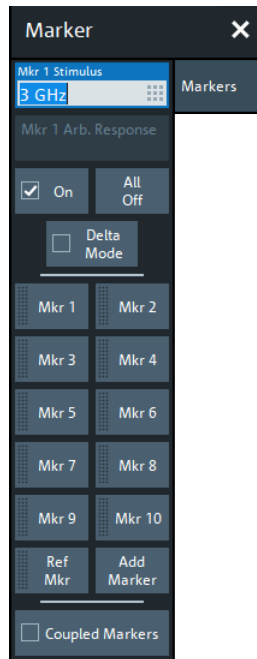 Marker
Mkr 1 Stimulus
3 GHz
Markers
Mkr 1 Arb. Response
On
All
Off
Delta
Mode
Mkr 1
Mkr 2
Mkr 3
Mkr 4
Mkr 5
Mkr 6
Mkr 7
Mkr 8
Mkr 9
Mkr 10
Ref
Mkr
Add
Marker
Coupled Markers